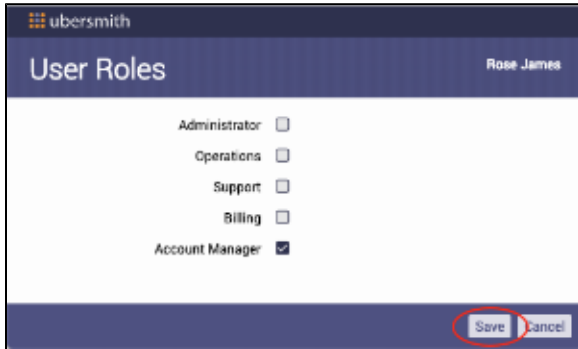 ubersmith
User Roles
Rose James
Administrator
Operations
Support
Billing
Account Manager
Save Cancel